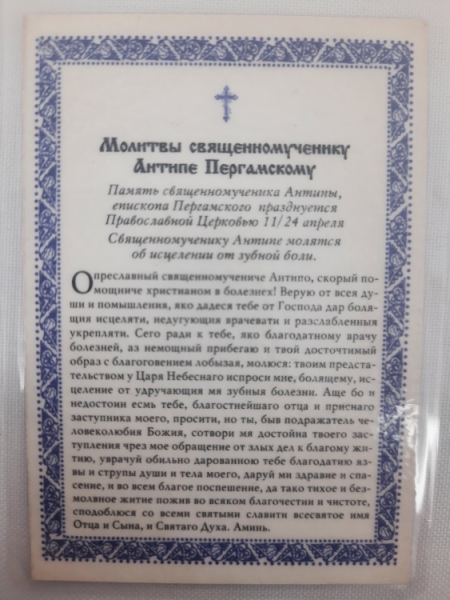 Молитвы священномученику
Антипе Пергамскому
Память священномученика Антипы,
епископа Пергамского празднуется
Православной Церковью 11/24 апреля
Священномученику Антипе молятся
об исцелении от зубной боли.
О преславный священномучениче Антипо, скорый по-
мощниче христианом в болезнех! Верую от всея ду-
ши и помышления, яко дадеся тебе от Господа дар боля-
щия исцеляти, недугующия врачевати и разслабленныя
укрепляти. Сего ради к тебе, яко благодатному врачу
болезней, аз немощный прибегаю и твой досточтимый
образ с благоговением лобызая, молюся: твоим предста-
тельством у Царя Небеснаго испроси мне, болящему, ис-
целение от удручающия мя зубныя болезни. Аще бо и
недостоин есмь тебе, благостнейшаго отца и приснаго
заступника моего, просити, но ты, быв подражатель че-
ловеколюбия Божия, сотвори мя достойна твоего зас-
тупления чрез мое обращение от злых дел к благому жи-
тию, уврачуй обильно дарованною тебе благодатию яз-
вы и струпы души и тела моего, даруй ми здравие и спа-
сение, и во всем благое поспешение, да тако тихое и без-
молвное житие пожив во всяком благочестии и чистоте,
сподоблюся со всеми святыми славити всесвятое имя
Отца и Сына, и Святаго Духа. Аминь.